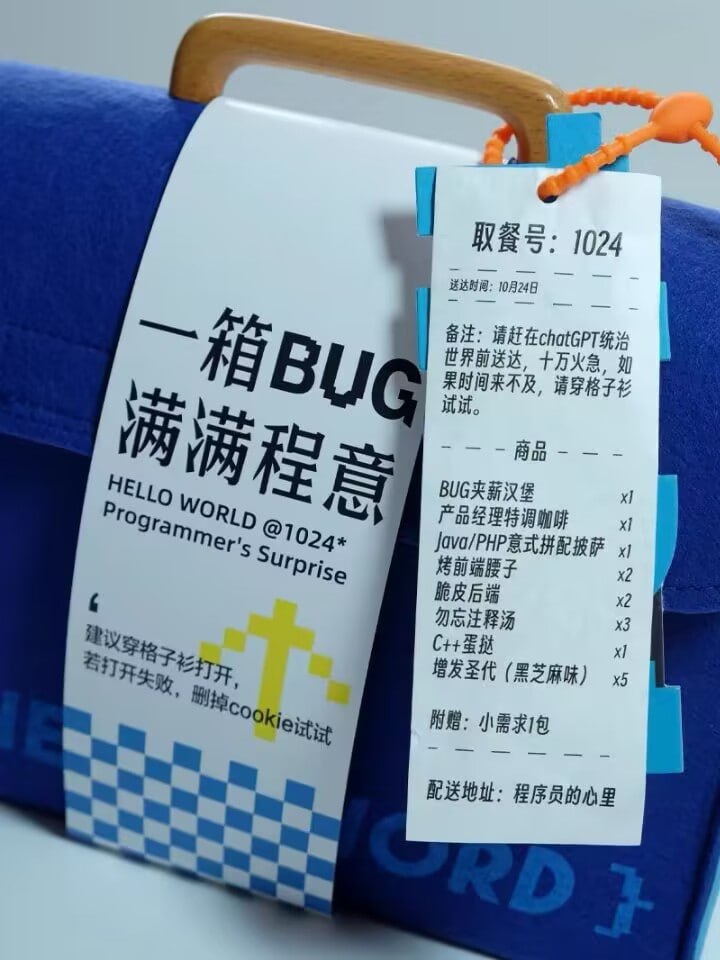 一箱BUG
满满程意
HELLO WORLD @1024*
Programmer's Surprise
‘
建议穿格子衫打开，
若打开失败，删掉cookie试试
取餐号：1024
送达时间：10月24日
备注：请赶在chatGPT统治
世界前送达，十万火急，如
果时间来不及，请穿格子衫
试试。
商品
BUG夹薪汉堡 x1
产品经理特调咖啡 x1
Java/PHP意式拼配披萨 x1
烤前端腰子 x2
脆皮后端 x2
勿忘注释汤 x3
C++蛋挞 x1
增发圣代（黑芝麻味） x5
附赠：小需求1包
配送地址：程序员的心里
ORD }